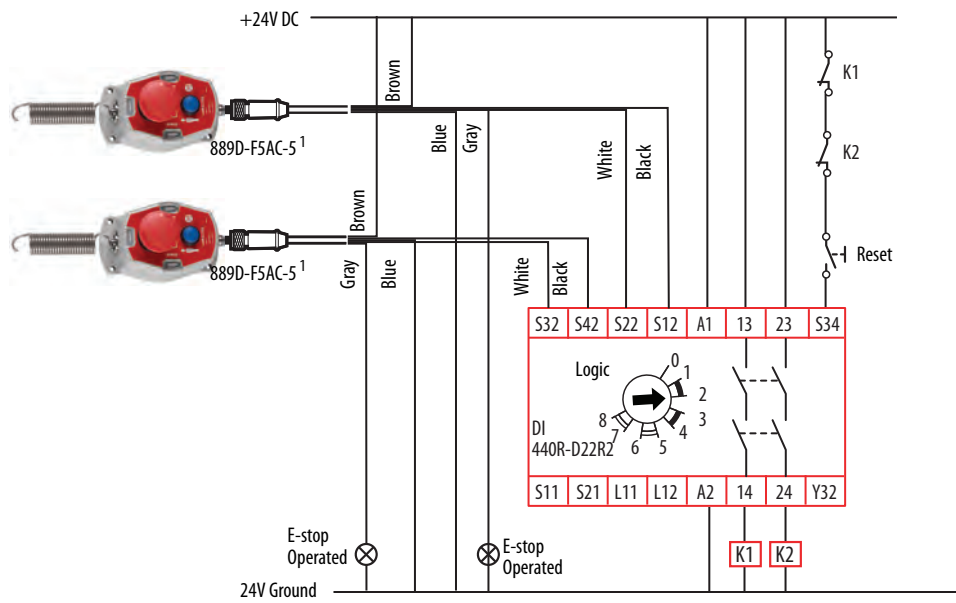 +24V DC
K1
Brown
Blue
Gray
White
Black
889D-F5AC-5 1
K2
Brown
889D-F5AC-5 1
Gray
Blue
White
Black
Reset
S32 S42 S22 S12 A1 13 23 S34
Logic
0
1
2
3
4
5
6
7
8
DI
440R-D22R2
S11 S21 L11 L12 A2 14 24 Y32
E-stop
Operated
E-stop
Operated
K1 K2
24V Ground